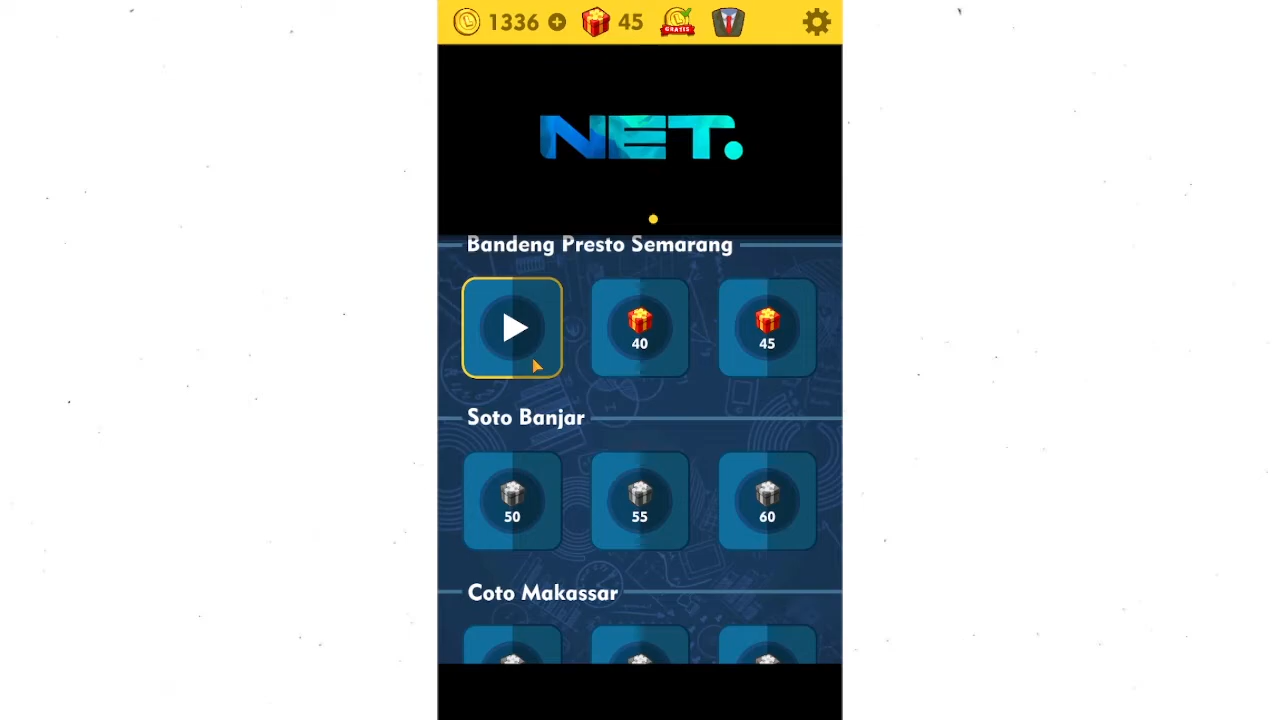 1336 45 GRATIS
NET.
Bandeng Presto Semarang
40 45
Soto Banjar
50 55 60
Coto Makassar